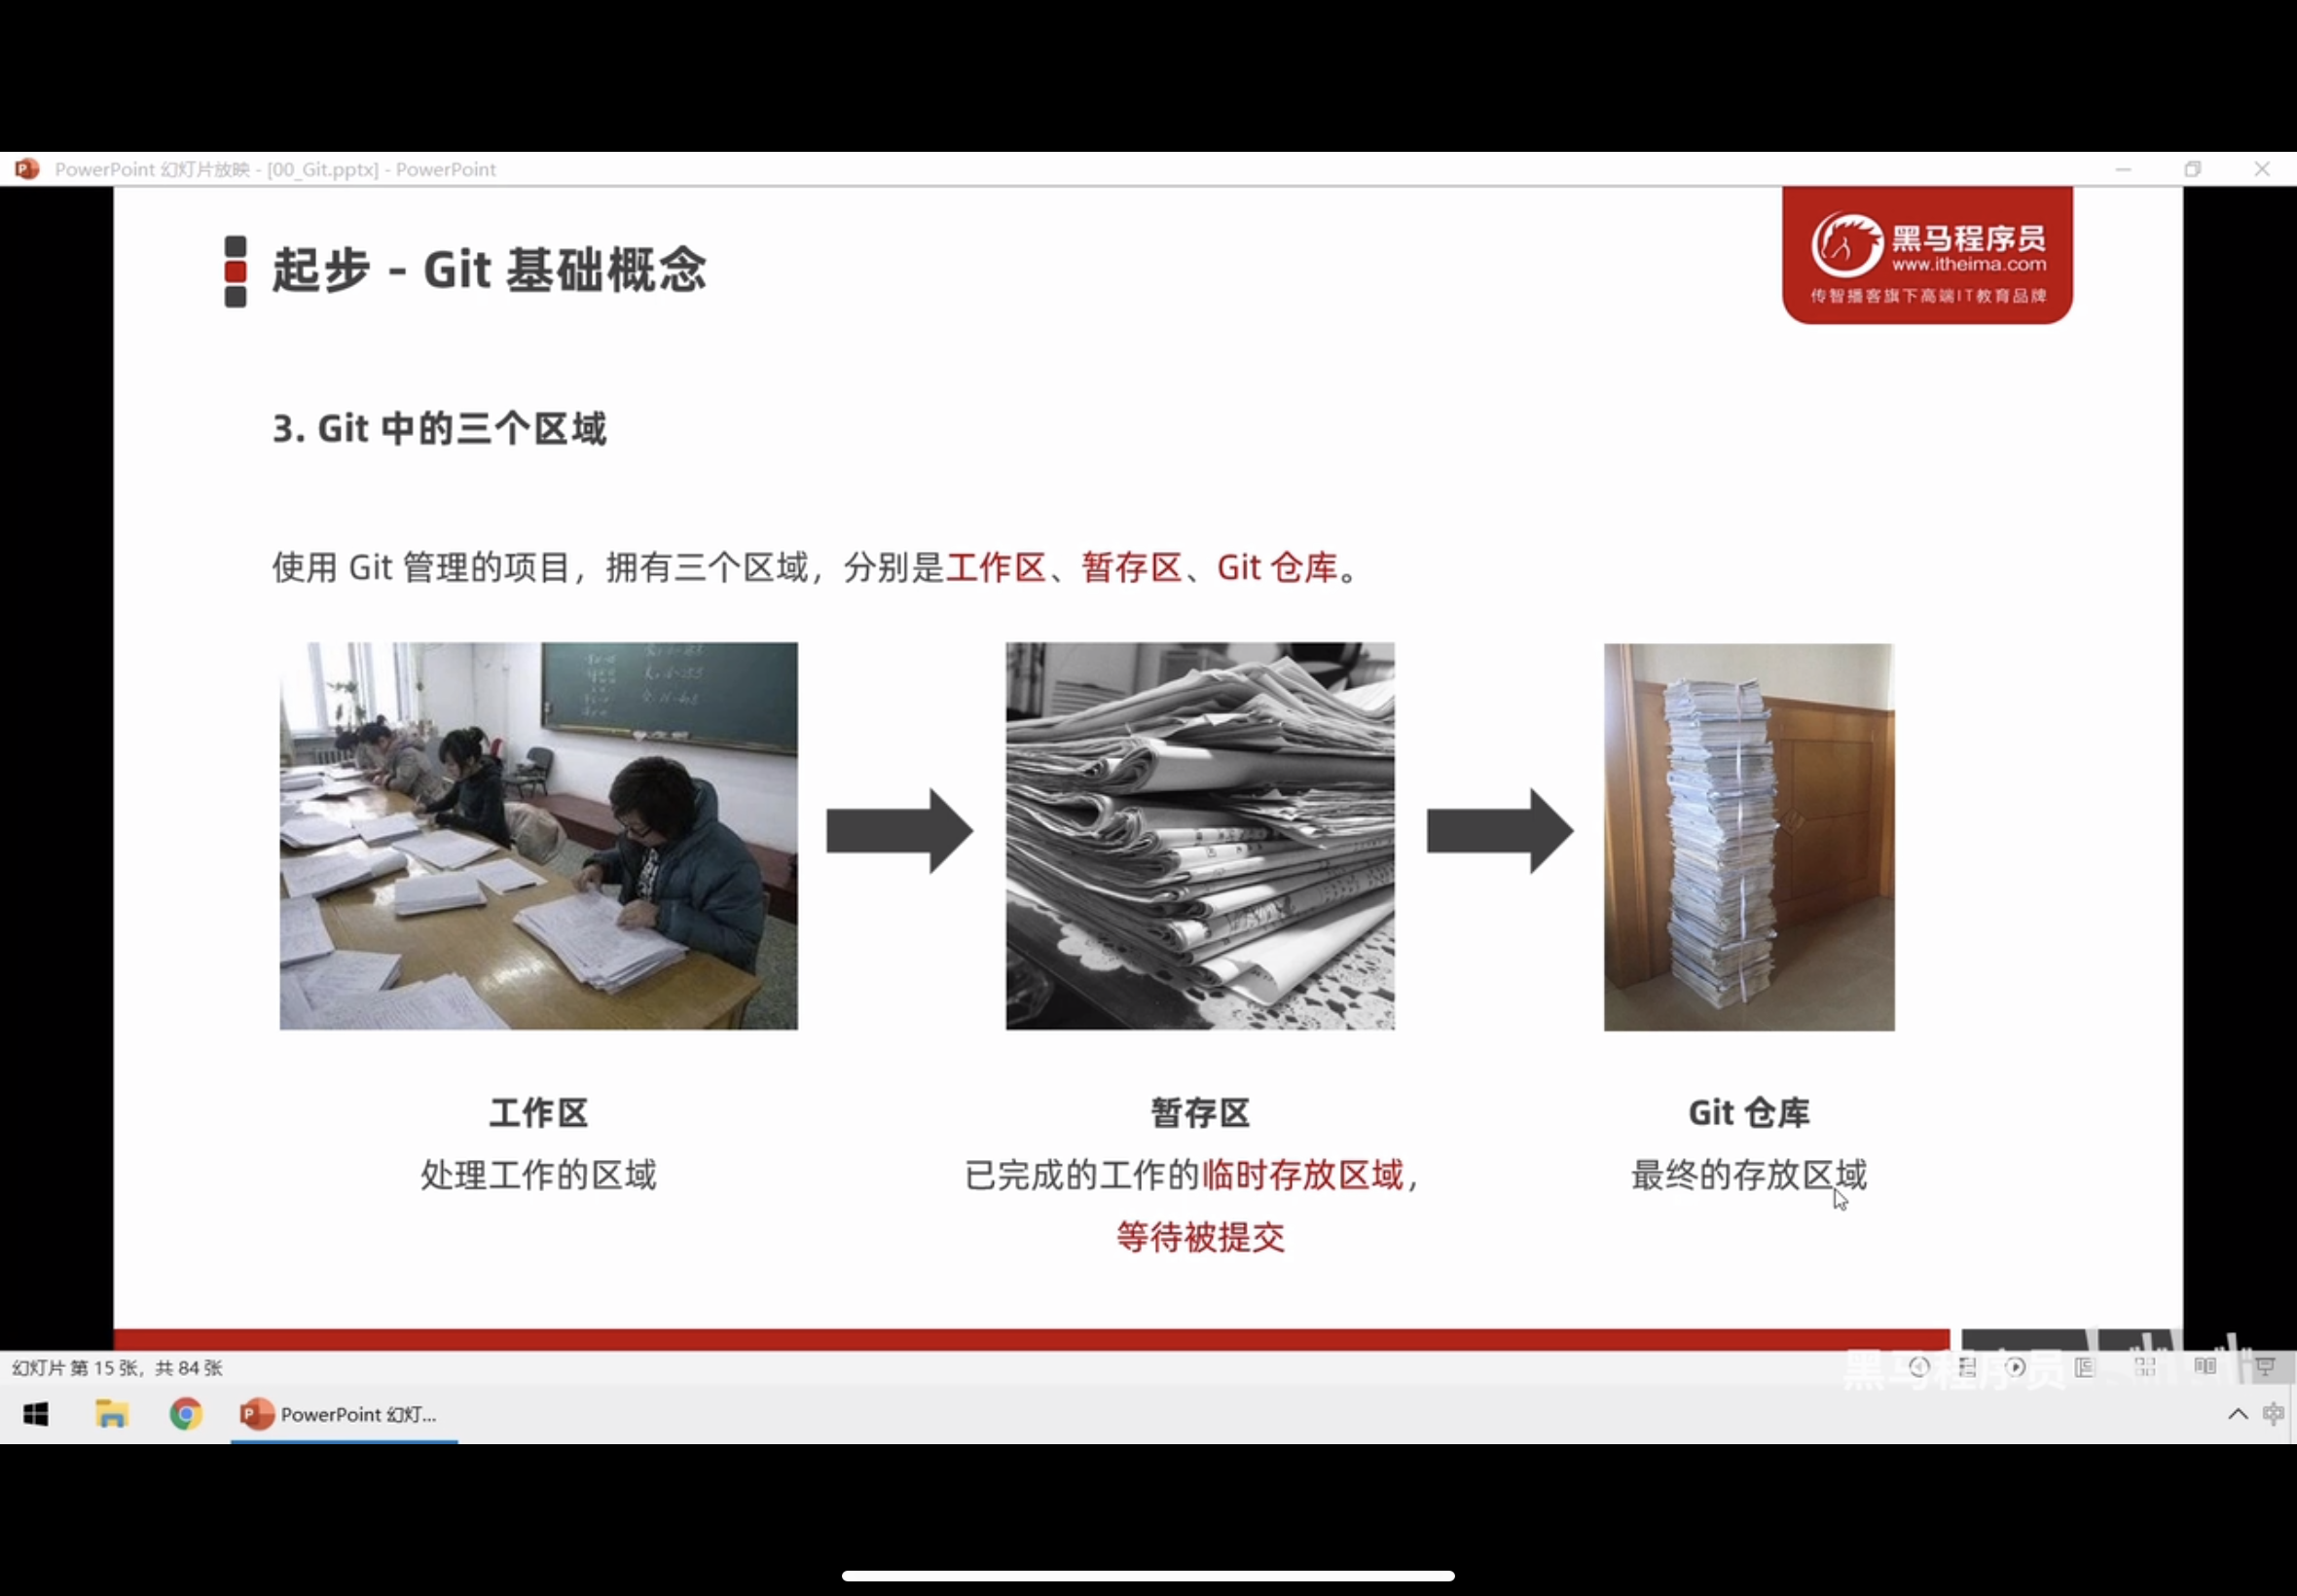 PowerPoint 幻灯片放映 - [00_Git.pptx] - PowerPoint
起步 - Git 基础概念
黑马程序员
www.itheima.com
传智播客旗下高端IT教育品牌
3. Git 中的三个区域
使用 Git 管理的项目，拥有三个区域，分别是工作区、暂存区、Git 仓库。
工作区
处理工作的区域
暂存区
已完成的工作的临时存放区域，
等待被提交
Git 仓库
最终的存放区域
幻灯片 第 15 张，共 84 张
黑马程序员
PowerPoint 幻灯...
中